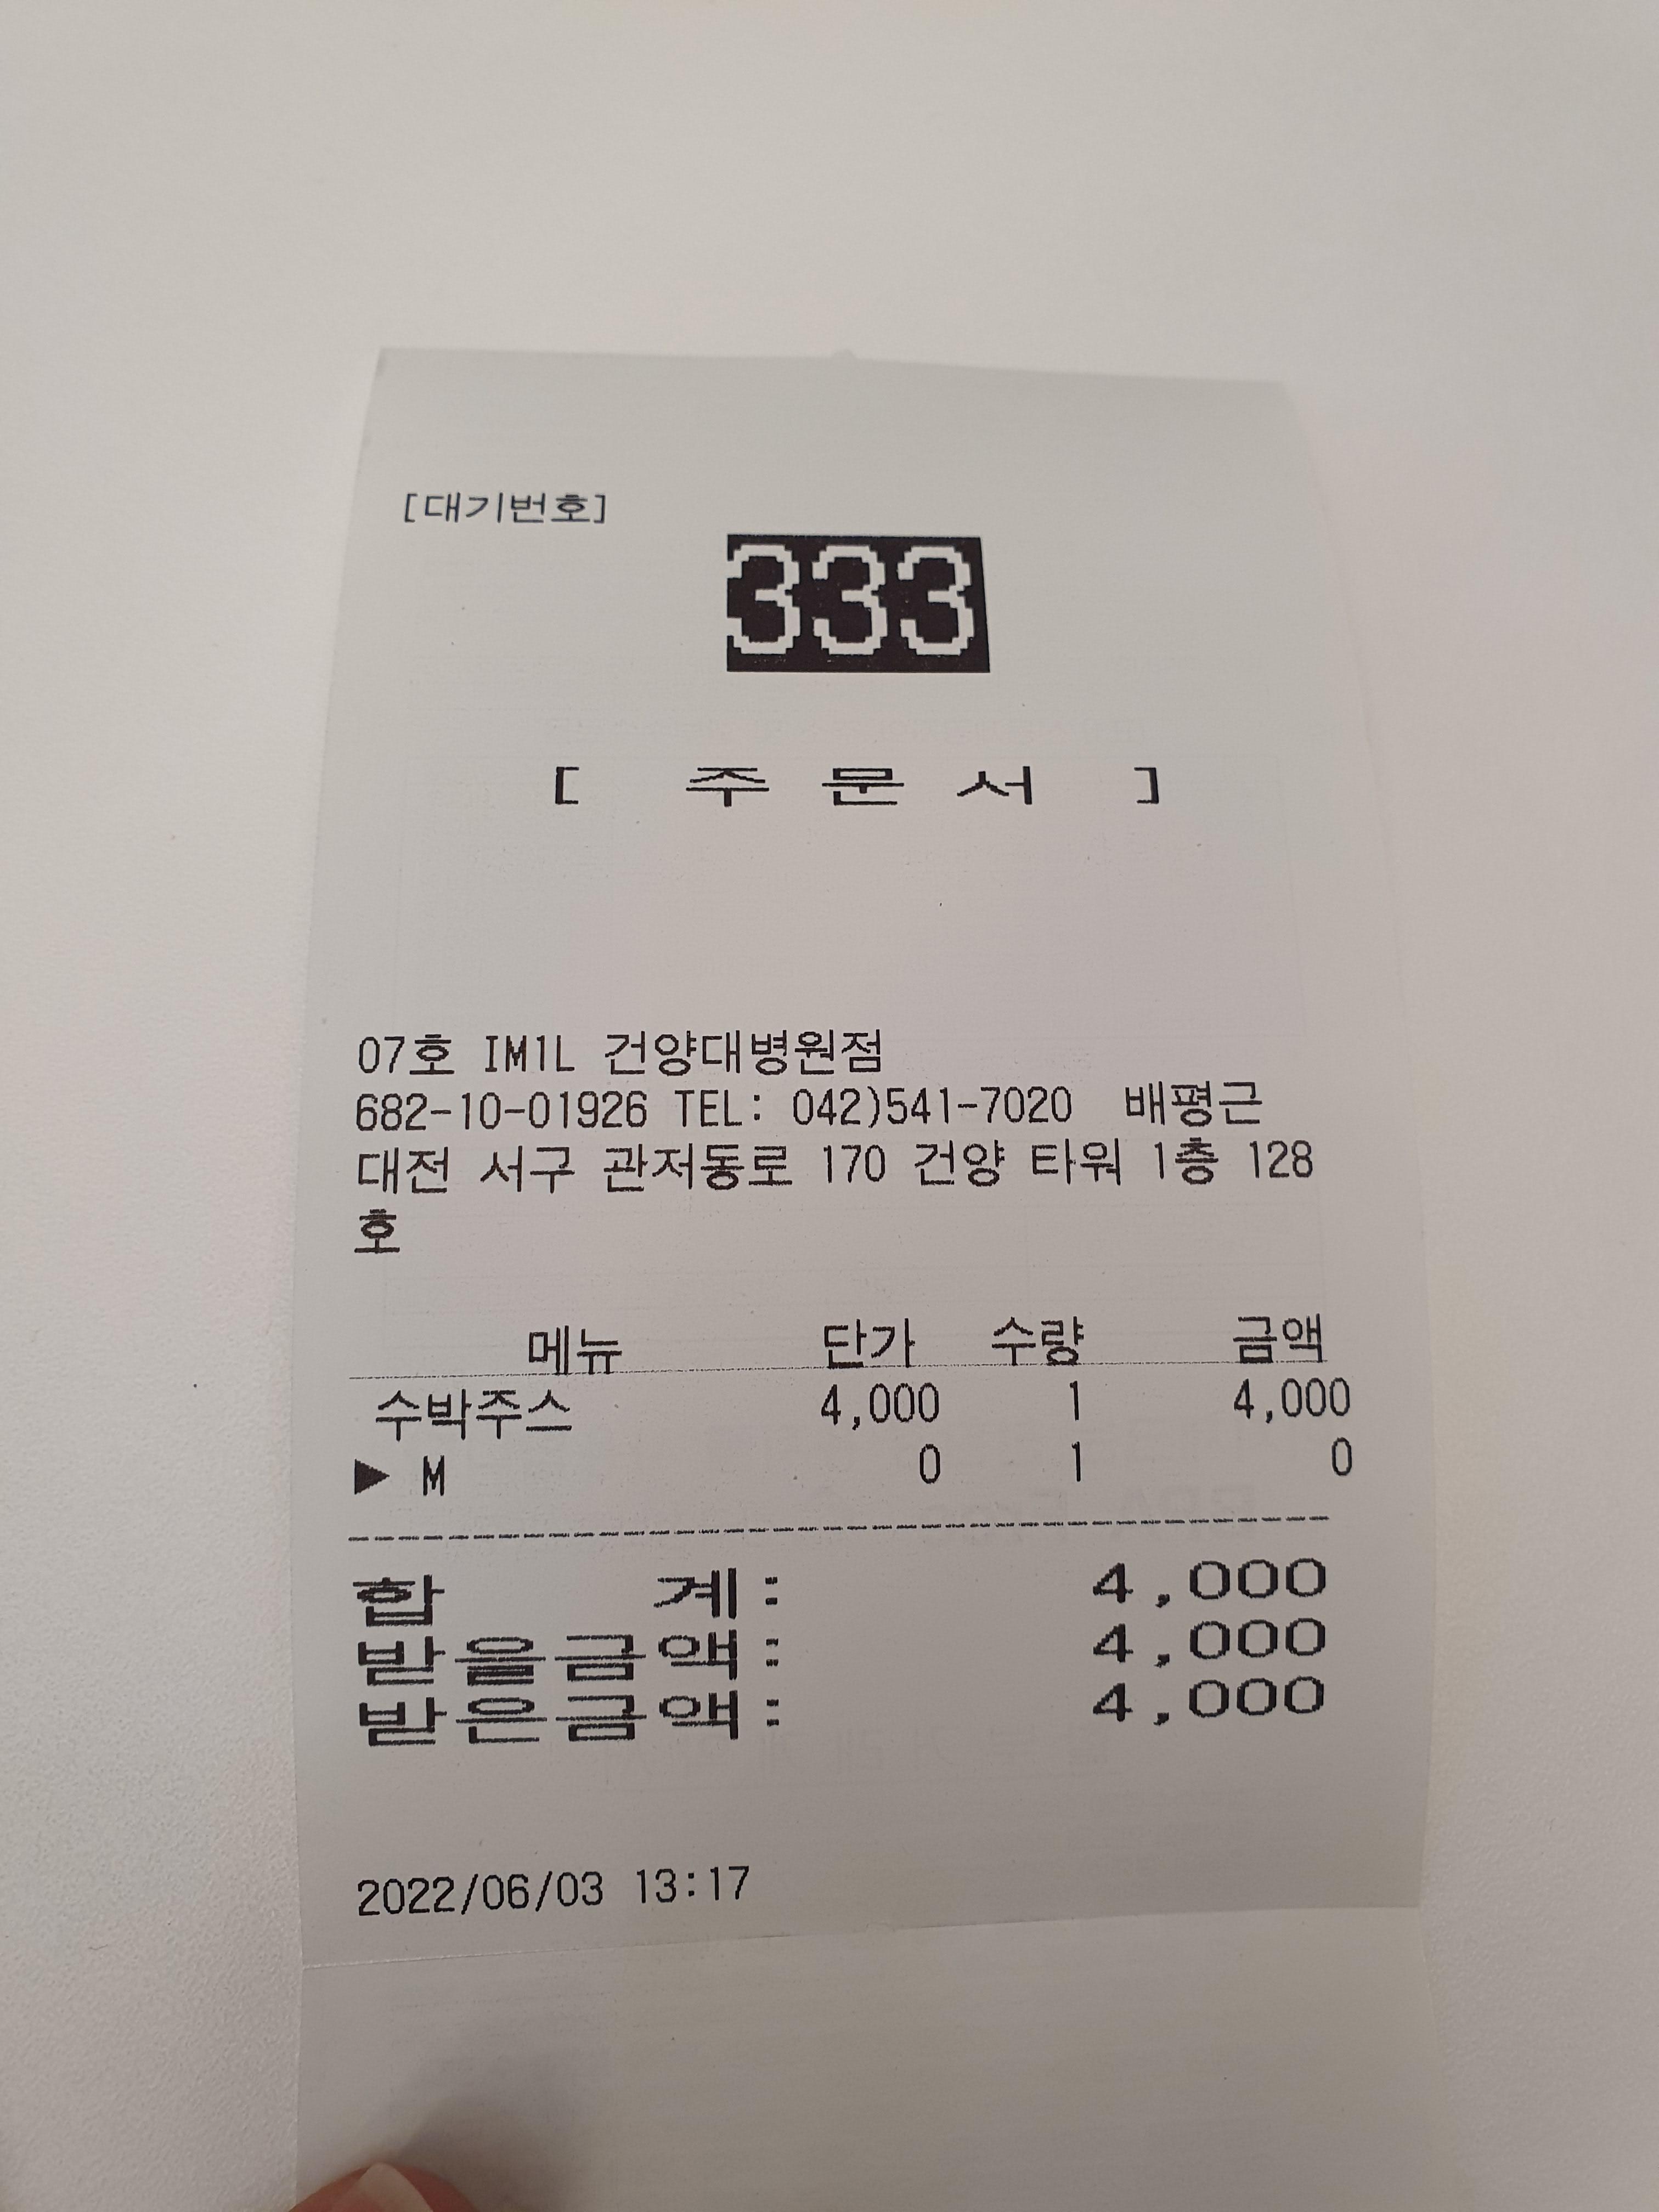 [대기번호]
333
[ 주 문 서 ]
07호 IM1L 건양대병원점
682-10-01926 TEL: 042)541-7020 배평근
대전 서구 관저동로 170 건양 타워 1층 128
호
메뉴 단가 수량 금액
수박주스 4,000 1 4,000
▶ M 0 1 0
합 계: 4,000
받을금액: 4,000
받은금액: 4,000
2022/06/03 13:17